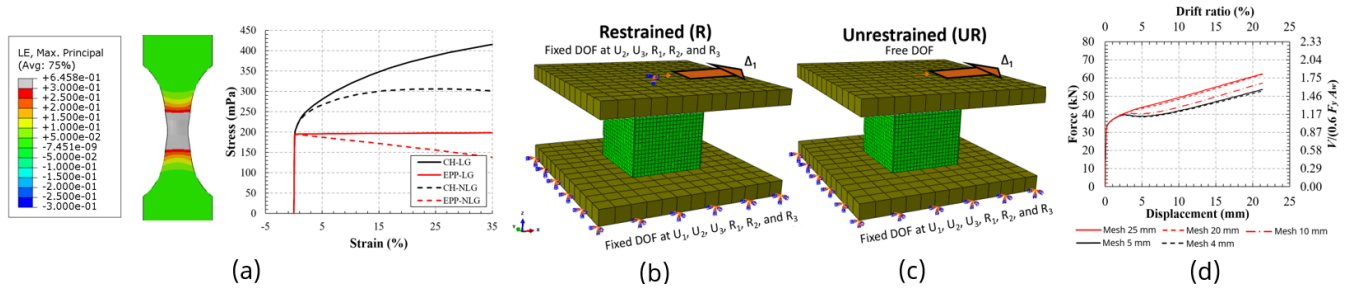 LE, Max. Principal
(Avg: 75%)
+6.458e-01
+3.000e-01
+2.500e-01
+2.000e-01
+1.500e-01
+1.000e-01
+5.000e-02
-7.451e-09
-5.000e-02
-1.000e-01
-1.500e-01
-2.000e-01
-2.500e-01
-3.000e-01
Stress (mPa)
450
400
350
300
250
200
150
100
50
0
CH-LG
EPP-LG
CH-NLG
EPP-NLG
-5 5 15 25 35
Strain (%)
(a)
Restrained (R)
Fixed DOF at U2, U3, R1, R2, and R3
Δ1
Fixed DOF at U1, U2, U3, R1, R2, and R3
(b)
Unrestrained (UR)
Free DOF
Δ1
Fixed DOF at U1, U2, U3, R1, R2, and R3
(c)
Drift ratio (%)
0 5 10 15 20 25
Force (kN)
80
70
60
50
40
30
20
10
0
2.33
2.04
1.75
1.46
1.17
0.88
0.58
0.29
0.00
V/(0.6 Fy Aw)
0 5 10 15 20 25
Displacement (mm)
Mesh 25 mm Mesh 20 mm Mesh 10 mm
Mesh 5 mm Mesh 4 mm
(d)